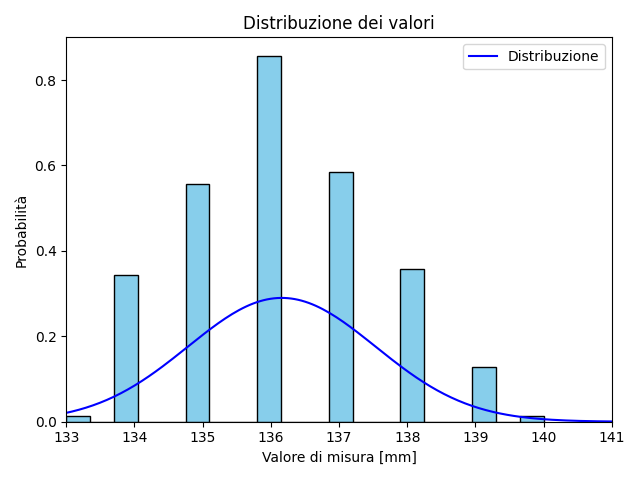 Distribuzione dei valori
Distribuzione
Probabilità
0.8
0.6
0.4
0.2
0.0
133 134 135 136 137 138 139 140 141
Valore di misura [mm]